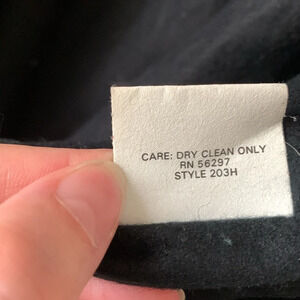 CARE: DRY CLEAN ONLY
RN 56297
STYLE 203H